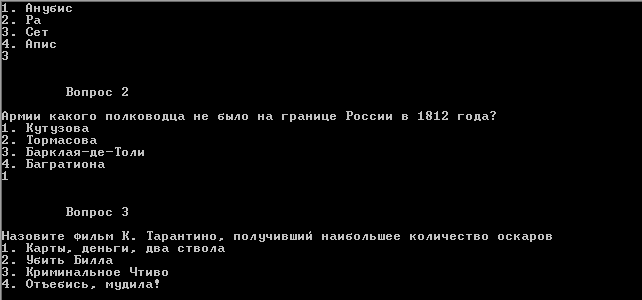 1. Анубис
2. Ра
3. Сет
4. Апис
3
Вопрос 2
Армии какого полководца не было на границе России в 1812 года?
1. Кутузова
2. Тормасова
3. Барклая-де-Толи
4. Багратиона
1
Вопрос 3
Назовите фильм К. Тарантино, получивший наибольшее количество оскаров
1. Карты, деньги, два ствола
2. Убить Билла
3. Криминальное Чтиво
4. Отъебись, мудила!